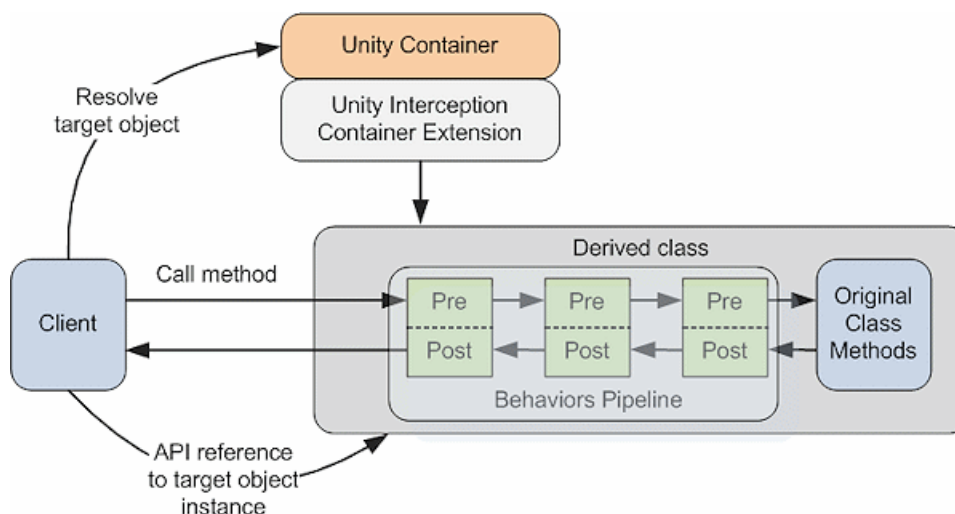 Unity Container
Unity Interception
Container Extension
Resolve
target object
Derived class
Call method
Client
Pre
Pre
Pre
Post
Post
Post
Original
Class
Methods
Behaviors Pipeline
API reference
to target object
instance